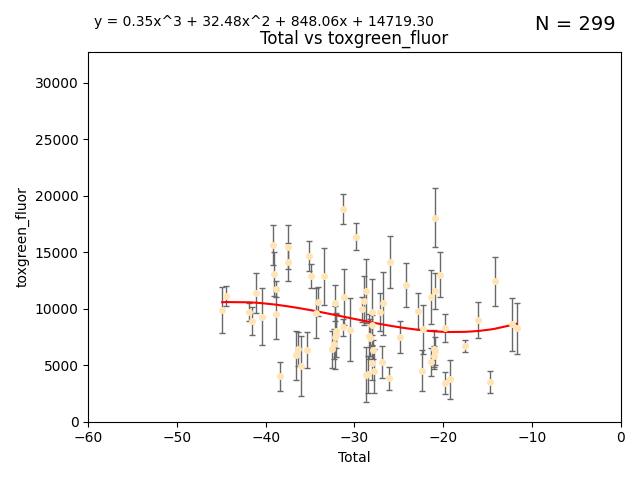 y = 0.35x^3 + 32.48x^2 + 848.06x + 14719.30
N = 299
Total vs toxgreen_fluor
30000
25000
20000
15000
10000
5000
0
toxgreen_fluor
−60
−50
−40
−30
−20
−10
0
Total